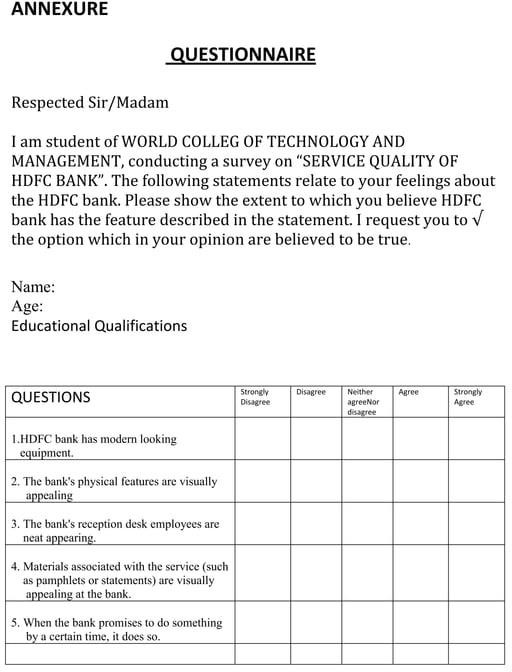 ANNEXURE
QUESTIONNAIRE
Respected Sir/Madam
I am student of WORLD COLLEG OF TECHNOLOGY AND
MANAGEMENT, conducting a survey on “SERVICE QUALITY OF
HDFC BANK”. The following statements relate to your feelings about
the HDFC bank. Please show the extent to which you believe HDFC
bank has the feature described in the statement. I request you to √
the option which in your opinion are believed to be true.
Name:
Age:
Educational Qualifications
QUESTIONS
Strongly
Disagree
Disagree
Neither
agreeNor
disagree
Agree
Strongly
Agree
1.HDFC bank has modern looking
equipment.
2. The bank's physical features are visually
appealing
3. The bank's reception desk employees are
neat appearing.
4. Materials associated with the service (such
as pamphlets or statements) are visually
appealing at the bank.
5. When the bank promises to do something
by a certain time, it does so.